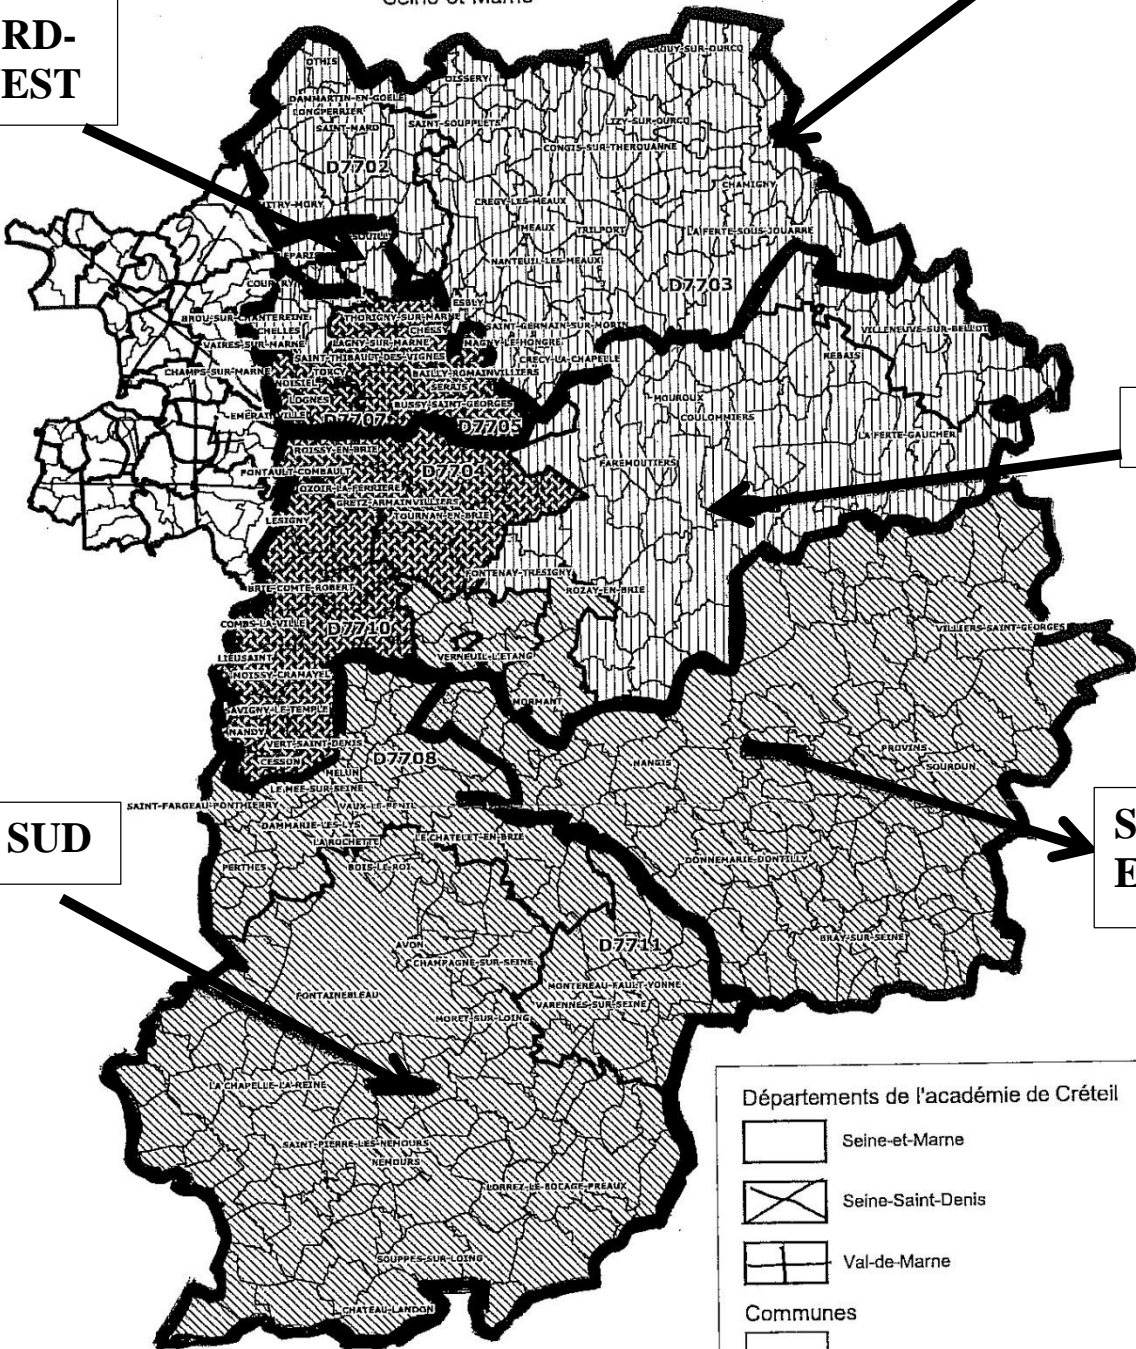 Seine-et-Marne
RD-
EST
OTHIS
CROUY-SUR-OURCQ
OISSERY
DAMMARTIN-EN-GOELE
LONGPERRIER
SAINT-MARD
SAINT-SOUPPLETS
LIZY-SUR-OURCQ
CONGIS-SUR-THEROUANNE
D7702
CHAMIGNY
ITRY-MORY
CREGY-LES-MEAUX
MEAUX
TRILPORT
LA-FERTE-SOUS-JOUARRE
SOUILLY
EPARIS
NANTEUIL-LES-MEAUX
COURTRY
D7703
ESBLY
BROU-SUR-CHANTEREINE
THORIGNY-SUR-MARNE
CHELLES
CHESSY
SAINT-GERMAIN-SUR-MORIN
VILLENEUVE-SUR-BELLOT
VAIRES-SUR-MARNE
LAGNY-SUR-MARNE
MAGNY-LE-HONGRE
SAINT-THIBAULT-DES-VIGNES
CRECY-LA-CHAPELLE
REBAIS
CHAMPS-SUR-MARNE
TORCY
BAILLY-ROMAINVILLIERS
NOISIEL
SERRIS
LOGNES
BUSSY-SAINT-GEORGES
MOUROUX
COULOMMIERS
EMERAINVILLE
D7707
D7705
LA-FERTE-GAUCHER
ROISSY-EN-BRIE
PONTAULT-COMBAULT
D7704
FAREMOUTIERS
OZOIR-LA-FERRIERE
GRETZ-ARMAINVILLIERS
LESIGNY
TOURNAN-EN-BRIE
FONTENAY-TRESIGNY
BRIE-COMTE-ROBERT
ROZAY-EN-BRIE
COMBS-LA-VILLE
D7710
VILLIERS-SAINT-GEORGES
LIEUSAINT
VERNEUIL-L'ETANG
MOISSY-CRAMAYEL
MORMANT
SAVIGNY-LE-TEMPLE
NANDY
VERT-SAINT-DENIS
CESSON
D7708
PROVINS
NANGIS
SOURDUN
MELUN
LE-MEE-SUR-SEINE
SAINT-FARGEAU-PONTHIERRY
VAUX-LE-PENIL
DAMMARIE-LES-LYS
LA ROCHETTE
LE CHATELET-EN-BRIE
SUD
S
E
PERTHES
BOIS-LE-ROI
DONNEMARIE-DONTILLY
AVON
D7711
BRAY-SUR-SEINE
CHAMPAGNE-SUR-SEINE
FONTAINEBLEAU
MONTEREAU-FAULT-YONNE
VARENNES-SUR-SEINE
MORET-SUR-LOING
LA CHAPELLE-LA-REINE
SAINT-PIERRE-LES-NEMOURS
NEMOURS
LORREZ-LE-BOCAGE-PREAUX
SOUPPES-SUR-LOING
CHATEAU-LANDON
Départements de l'académie de Créteil
Seine-et-Marne
Seine-Saint-Denis
Val-de-Marne
Communes